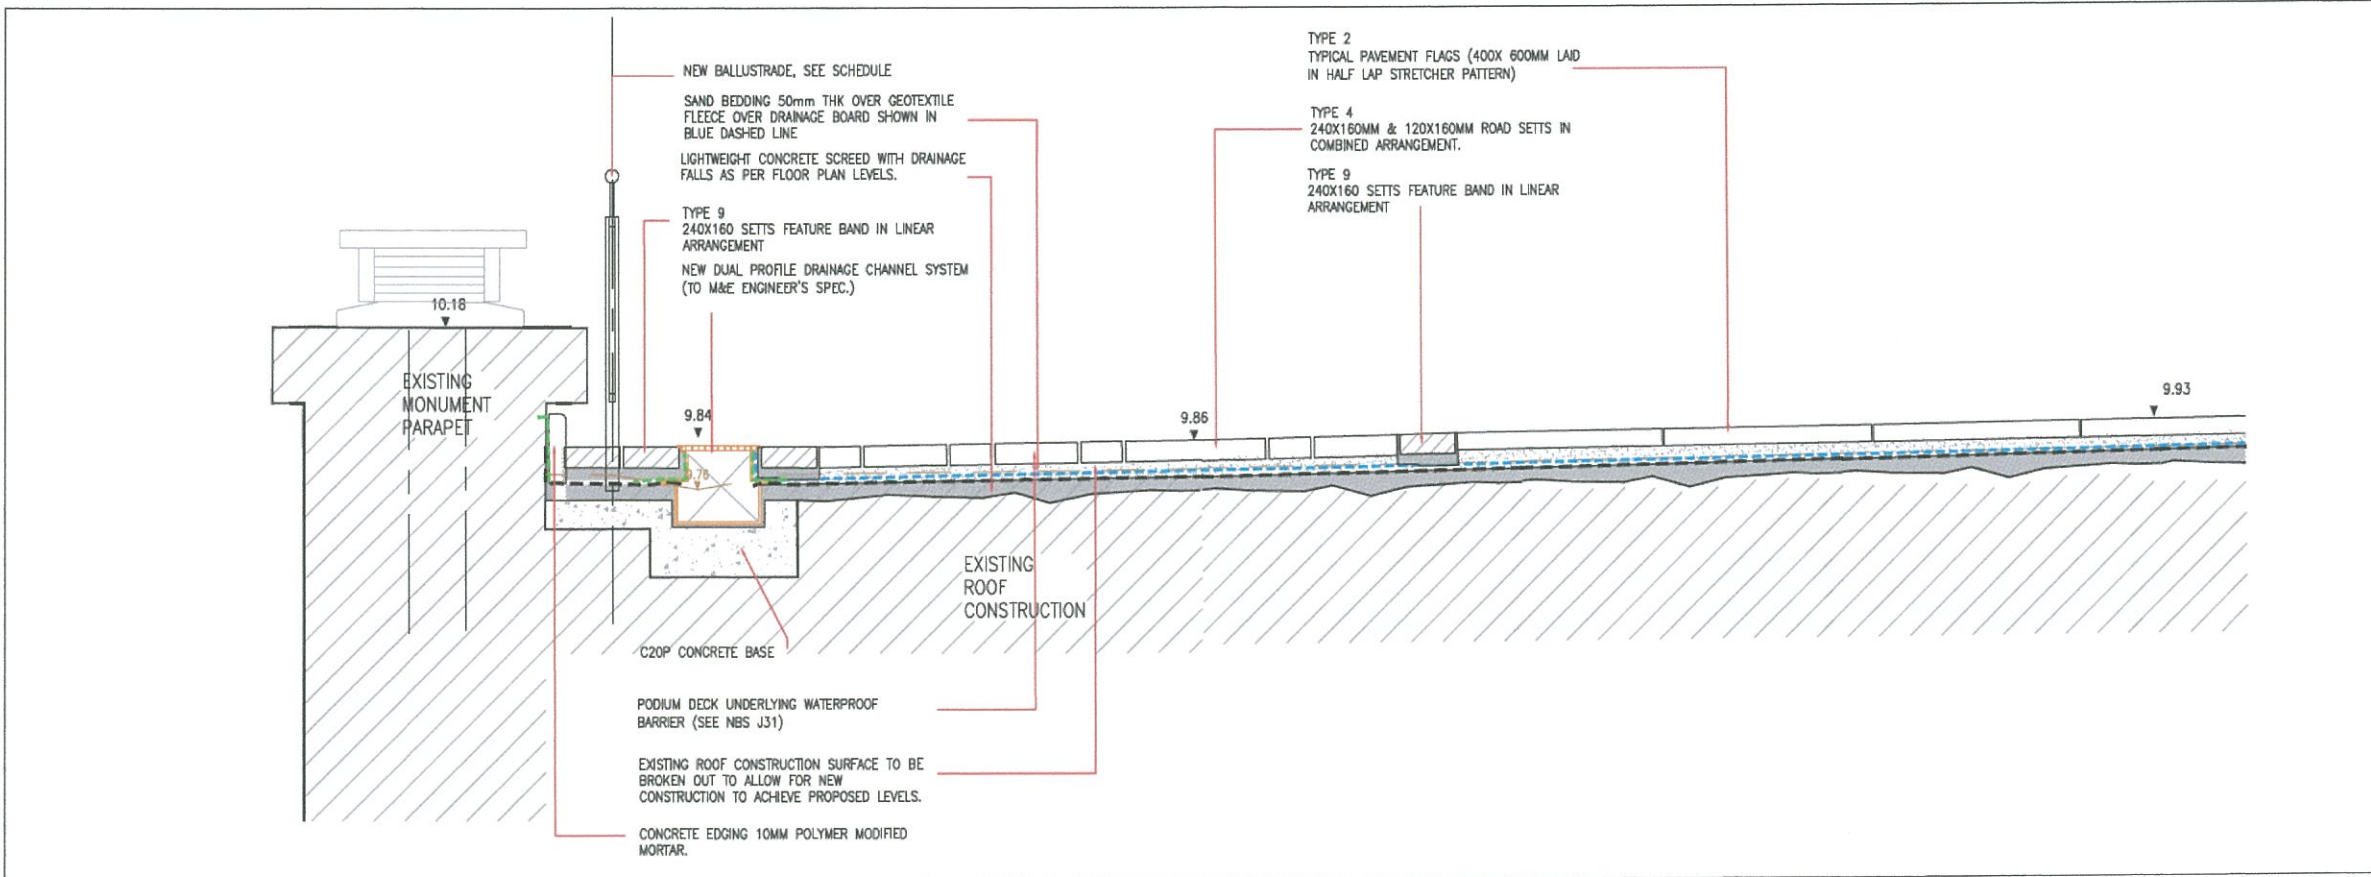 NEW BALLUSTRADE, SEE SCHEDULE
SAND BEDDING 50mm THK OVER GEOTEXTILE
FLEECE OVER DRAINAGE BOARD SHOWN IN
BLUE DASHED LINE
LIGHTWEIGHT CONCRETE SCREED WITH DRAINAGE
FALLS AS PER FLOOR PLAN LEVELS.
TYPE 9
240X160 SETTS FEATURE BAND IN LINEAR
ARRANGEMENT
NEW DUAL PROFILE DRAINAGE CHANNEL SYSTEM
(TO M&E ENGINEER'S SPEC.)
TYPE 2
TYPICAL PAVEMENT FLAGS (400X 600MM LAID
IN HALF LAP STRETCHER PATTERN)
TYPE 4
240X160MM & 120X160MM ROAD SETTS IN
COMBINED ARRANGEMENT.
TYPE 9
240X160 SETTS FEATURE BAND IN LINEAR
ARRANGEMENT
10.18
EXISTING
MONUMENT
PARAPET
9.84
9.76
9.86
9.93
EXISTING
ROOF
CONSTRUCTION
C20P CONCRETE BASE
PODIUM DECK UNDERLYING WATERPROOF
BARRIER (SEE NBS J31)
EXISTING ROOF CONSTRUCTION SURFACE TO BE
BROKEN OUT TO ALLOW FOR NEW
CONSTRUCTION TO ACHIEVE PROPOSED LEVELS.
CONCRETE EDGING 10MM POLYMER MODIFIED
MORTAR.